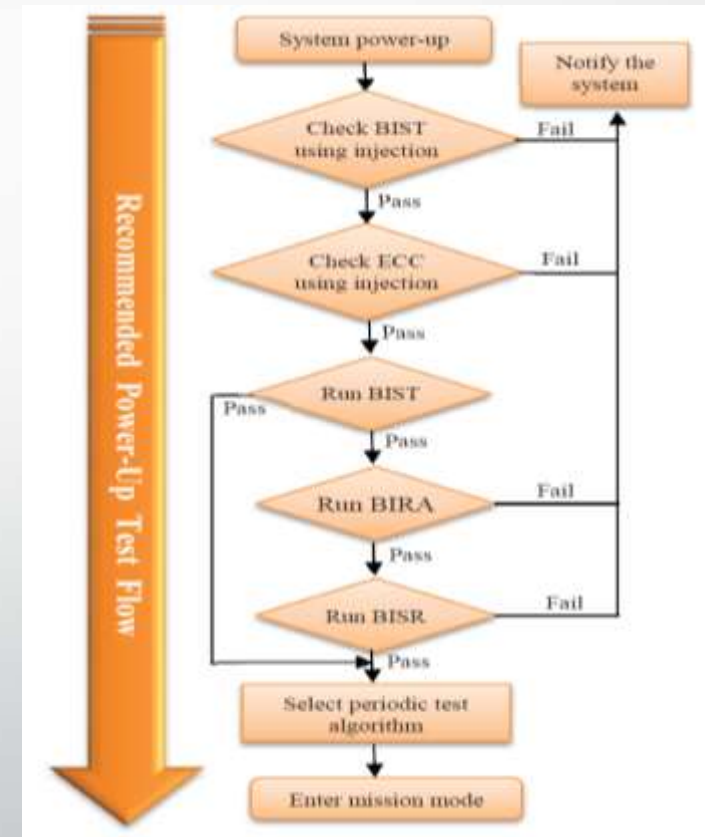 Recommended Power-Up Test Flow
System power-up
Notify the
system
Check BIST
using injection
Fail
Pass
Check ECC
using injection
Fail
Pass
Run BIST
Pass
Pass
Run BIRA
Fail
Pass
Run BISR
Fail
Pass
Select periodic test
algorithm
Enter mission mode